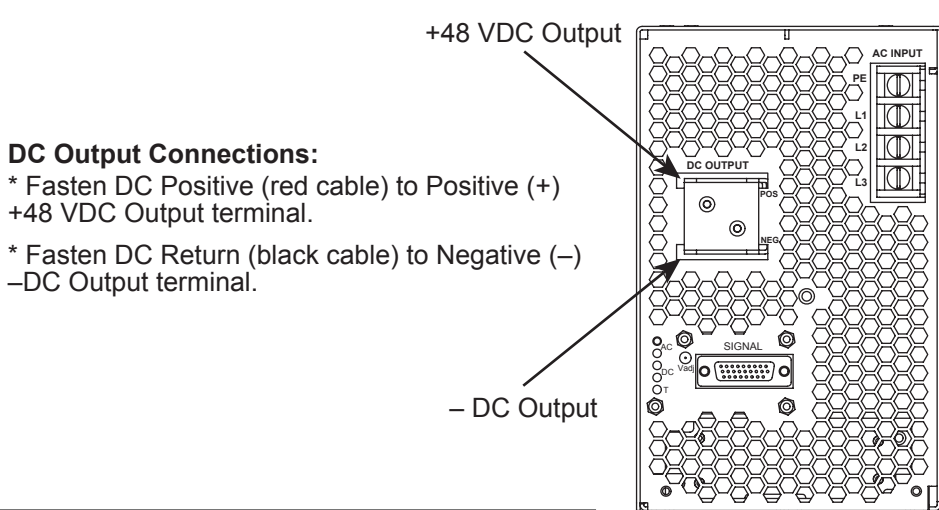 +48 VDC Output
AC INPUT
PE
L1
L2
L3
DC Output Connections:
* Fasten DC Positive (red cable) to Positive (+)
+48 VDC Output terminal.
* Fasten DC Return (black cable) to Negative (–)
–DC Output terminal.
DC OUTPUT
POS
NEG
AC
DC
T
Vadj
SIGNAL
– DC Output